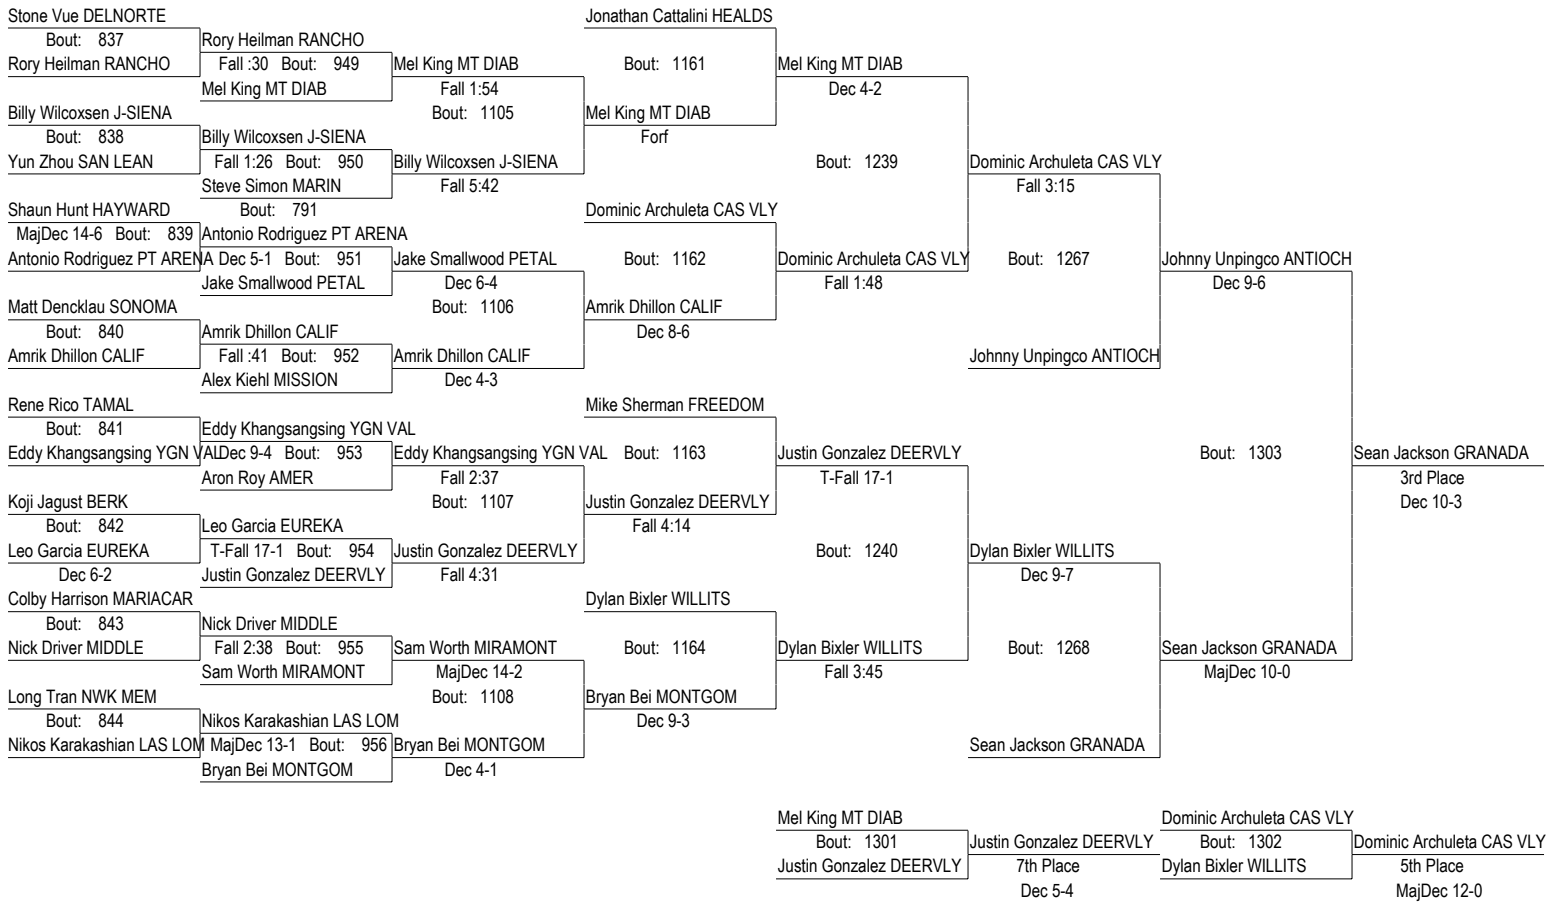 Stone Vue DELNORTE Jonathan Cattalini HEALDS
Bout: 837 Rory Heilman RANCHO
Rory Heilman RANCHO Fall :30 Bout: 949 Mel King MT DIAB Bout: 1161 Mel King MT DIAB
Mel King MT DIAB Fall 1:54 Dec 4-2
Billy Wilcoxsen J-SIENA Bout: 1105 Mel King MT DIAB
Bout: 838 Billy Wilcoxsen J-SIENA Forf
Yun Zhou SAN LEAN Fall 1:26 Bout: 950 Billy Wilcoxsen J-SIENA Bout: 1239 Dominic Archuleta CAS VLY
Steve Simon MARIN Fall 5:42 Fall 3:15
Shaun Hunt HAYWARD Bout: 791 Dominic Archuleta CAS VLY
MajDec 14-6 Bout: 839 Antonio Rodriguez PT ARENA
Antonio Rodriguez PT ARENA Dec 5-1 Bout: 951 Jake Smallwood PETAL Bout: 1162 Dominic Archuleta CAS VLY Bout: 1267 Johnny Unpingco ANTIOCH
Jake Smallwood PETAL Dec 6-4 Fall 1:48 Dec 9-6
Matt Dencklau SONOMA Bout: 1106 Amrik Dhillon CALIF
Bout: 840 Amrik Dhillon CALIF Dec 8-6
Amrik Dhillon CALIF Fall :41 Bout: 952 Amrik Dhillon CALIF Johnny Unpingco ANTIOCH
Alex Kiehl MISSION Dec 4-3
Rene Rico TAMAL Mike Sherman FREEDOM
Bout: 841 Eddy Khangsangsing YGN VAL
Eddy Khangsangsing YGN VAL Dec 9-4 Bout: 953 Eddy Khangsangsing YGN VAL Bout: 1163 Justin Gonzalez DEERVLY Bout: 1303 Sean Jackson GRANADA
Aron Roy AMER Fall 2:37 T-Fall 17-1 3rd Place
Koji Jagust BERK Bout: 1107 Justin Gonzalez DEERVLY Dec 10-3
Bout: 842 Leo Garcia EUREKA Fall 4:14
Leo Garcia EUREKA T-Fall 17-1 Bout: 954 Justin Gonzalez DEERVLY Bout: 1240 Dylan Bixler WILLITS
Dec 6-2 Justin Gonzalez DEERVLY Fall 4:31 Dec 9-7
Colby Harrison MARIACAR Dylan Bixler WILLITS
Bout: 843 Nick Driver MIDDLE
Nick Driver MIDDLE Fall 2:38 Bout: 955 Sam Worth MIRAMONT Bout: 1164 Dylan Bixler WILLITS Bout: 1268 Sean Jackson GRANADA
Sam Worth MIRAMONT MajDec 14-2 Fall 3:45 MajDec 10-0
Long Tran NWK MEM Bout: 1108 Bryan Bei MONTGOM
Bout: 844 Nikos Karakashian LAS LOM Dec 9-3
Nikos Karakashian LAS LOM MajDec 13-1 Bout: 956 Bryan Bei MONTGOM Sean Jackson GRANADA
Bryan Bei MONTGOM Dec 4-1
Mel King MT DIAB Dominic Archuleta CAS VLY
Bout: 1301 Justin Gonzalez DEERVLY Bout: 1302 Dominic Archuleta CAS VLY
Justin Gonzalez DEERVLY 7th Place Dylan Bixler WILLITS 5th Place
Dec 5-4 MajDec 12-0